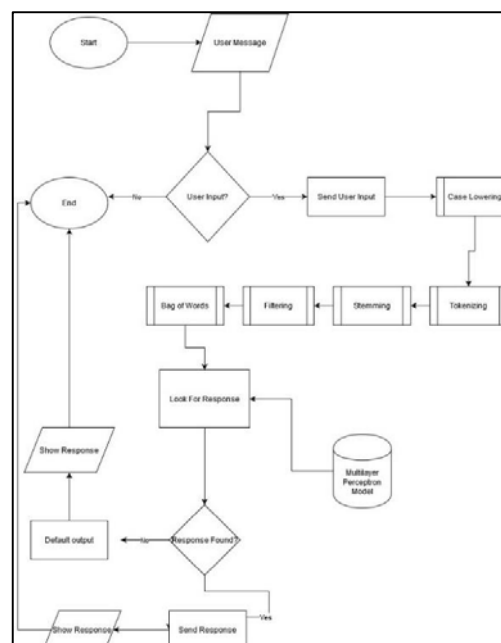 Start
User Message
User Input?
No
Yes
End
Send User Input
Case Lowering
Bag of Words
Filtering
Stemming
Tokenizing
Look For Response
Multilayer
Perceptron
Model
Show Response
Default output
No
Response Found?
Yes
Show Response
Send Response